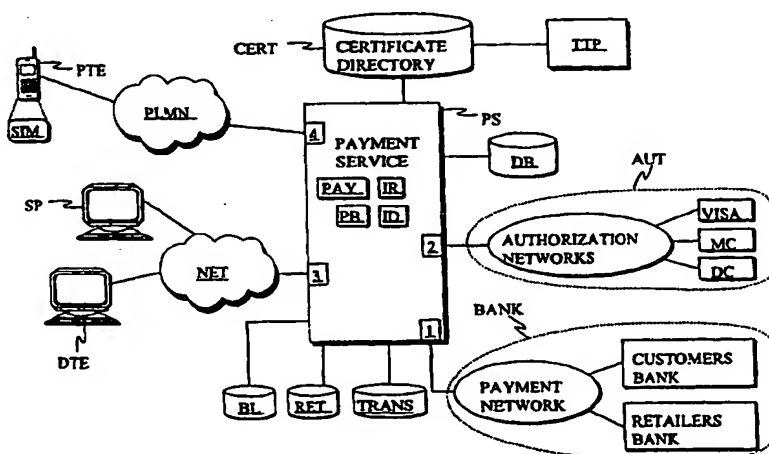 CERT
CERTIFICATE
DIRECTORY
TTP
PTE
SIM
PLMN
PS
4
PAYMENT
SERVICE
PAY
IR
PB
ID
DB
AUT
SP
NET
3
2
AUTHORIZATION
NETWORKS
VISA
MC
DC
DTE
1
BANK
BL
RET
TRANS
PAYMENT
NETWORK
CUSTOMERS
BANK
RETAILERS
BANK